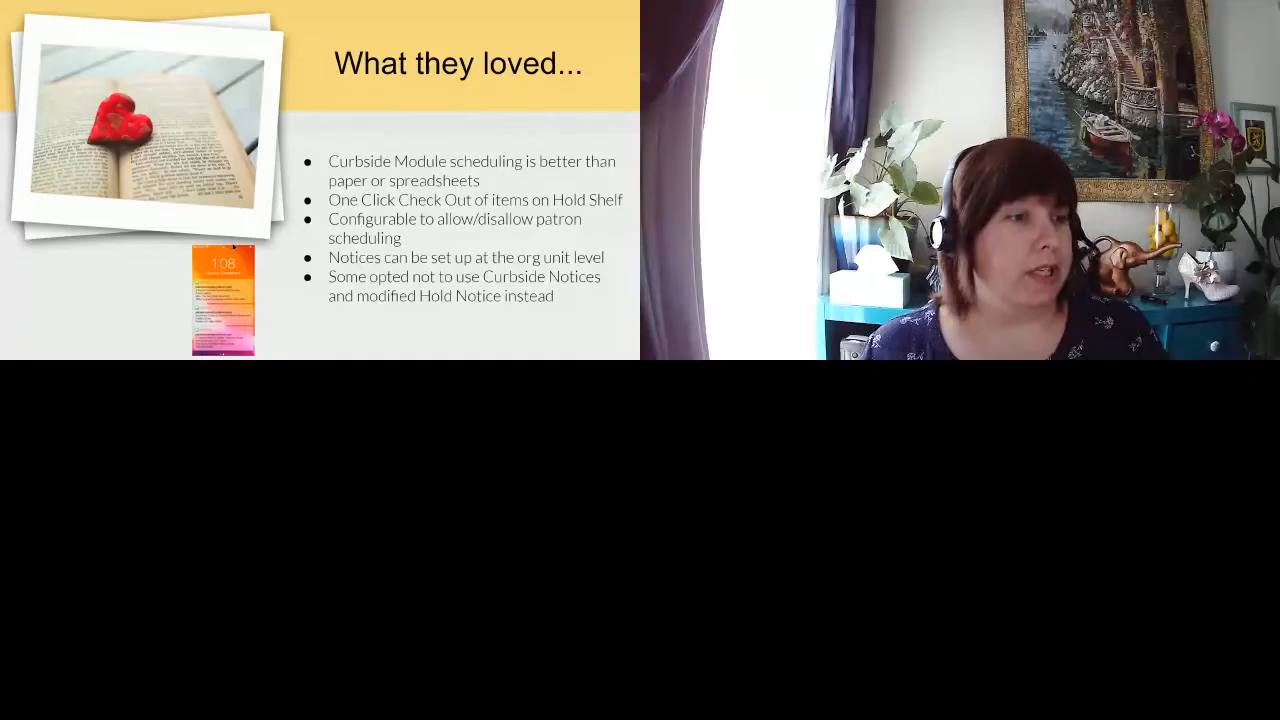 What they loved...
● Curbside Module scheduling is better than
paper or spreadsheets
● One Click Check Out of items on Hold Shelf
● Configurable to allow/disallow patron
scheduling
● Notices can be set up at the org unit level
● Some opted not to use Curbside Notices
and modified Hold Notice instead
1:08